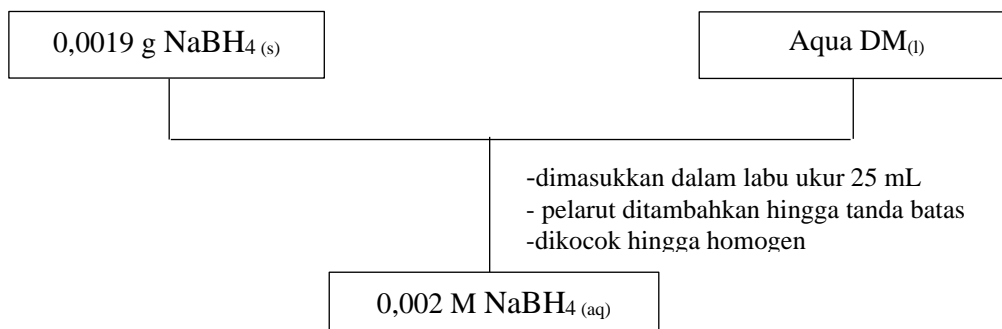 0,0019 g NaBH4 (s)
Aqua DM(l)
-dimasukkan dalam labu ukur 25 mL
- pelarut ditambahkan hingga tanda batas
-dikocok hingga homogen
0,002 M NaBH4 (aq)